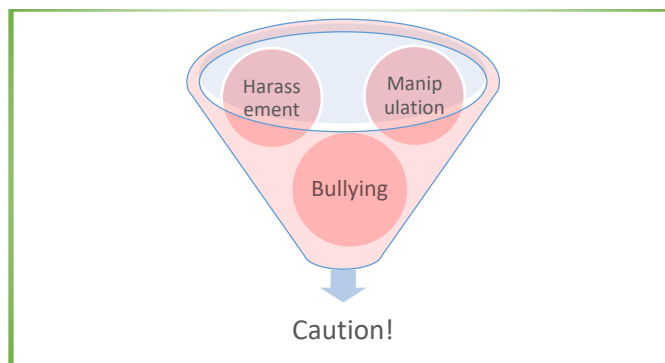 Harass
ement
Manip
ulation
Bullying
Caution!